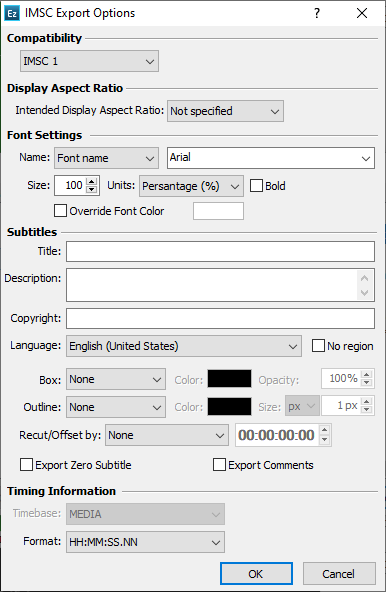 Ez IMSC Export Options
Compatibility
IMSC 1
Display Aspect Ratio
Intended Display Aspect Ratio: Not specified
Font Settings
Name: Font name Arial
Size: 100 Units: Persantage (%) Bold
Override Font Color
Subtitles
Title:
Description:
Copyright:
Language: English (United States) No region
Box: None Color: Opacity: 100%
Outline: None Color: Size: px 1 px
Recut/Offset by: None 00:00:00:00
Export Zero Subtitle Export Comments
Timing Information
Timebase: MEDIA
Format: HH:MM:SS.NN
OK Cancel